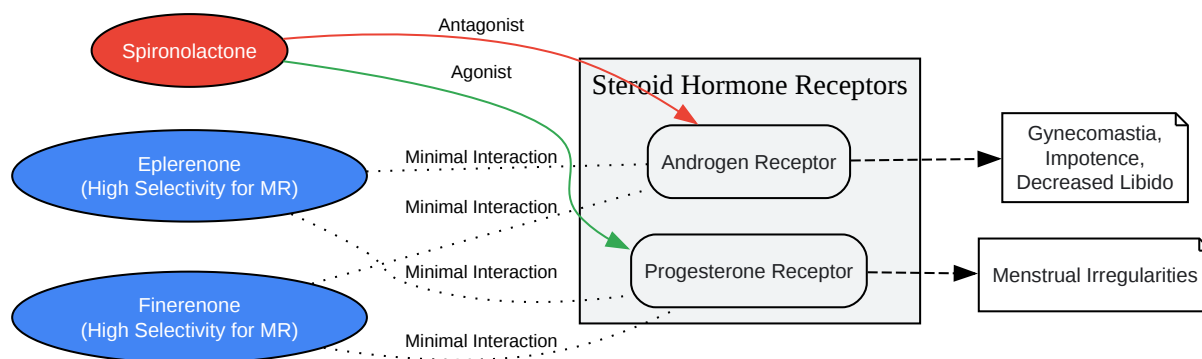 Spironolactone
Antagonist
Agonist
Steroid Hormone Receptors
Eplerenone
(High Selectivity for MR)
Minimal Interaction
Androgen Receptor
Gynecomastia,
Impotence,
Decreased Libido
Minimal Interaction
Minimal Interaction
Progesterone Receptor
Menstrual Irregularities
Finerenone
(High Selectivity for MR)
Minimal Interaction